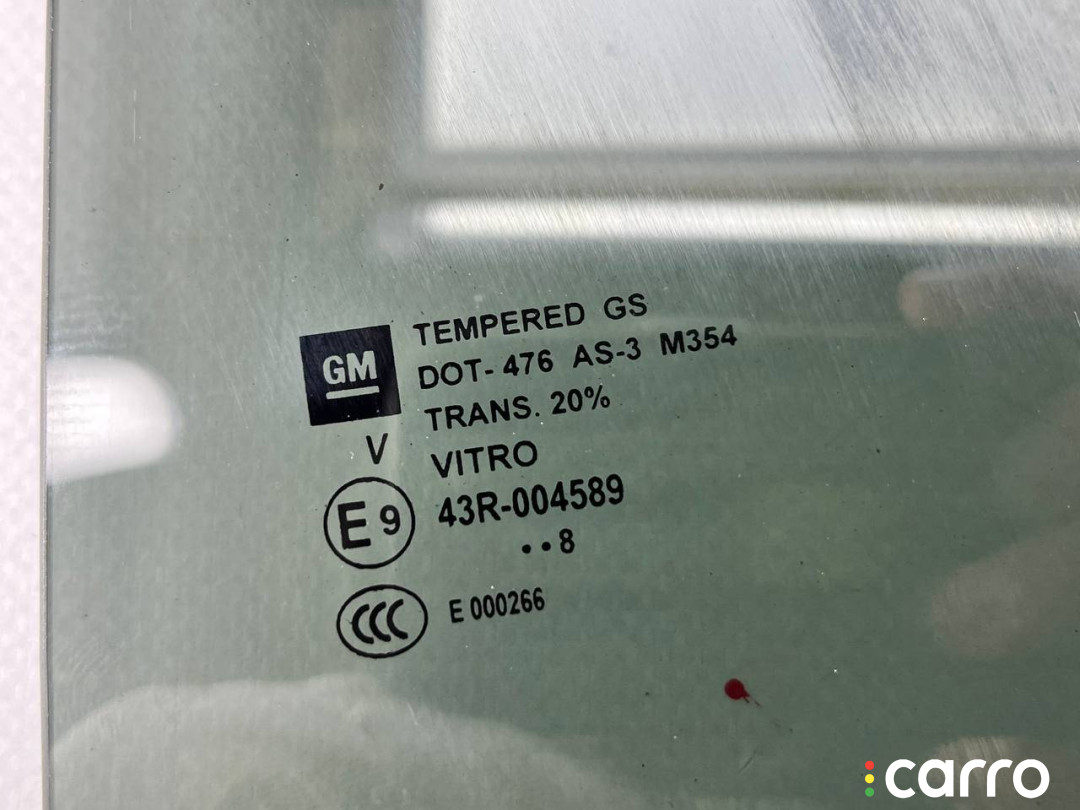 GM
TEMPERED GS
DOT-476 AS-3 M354
TRANS. 20%
V
VITRO
E9
43R-004589
..8
CCC
E 000266
carro